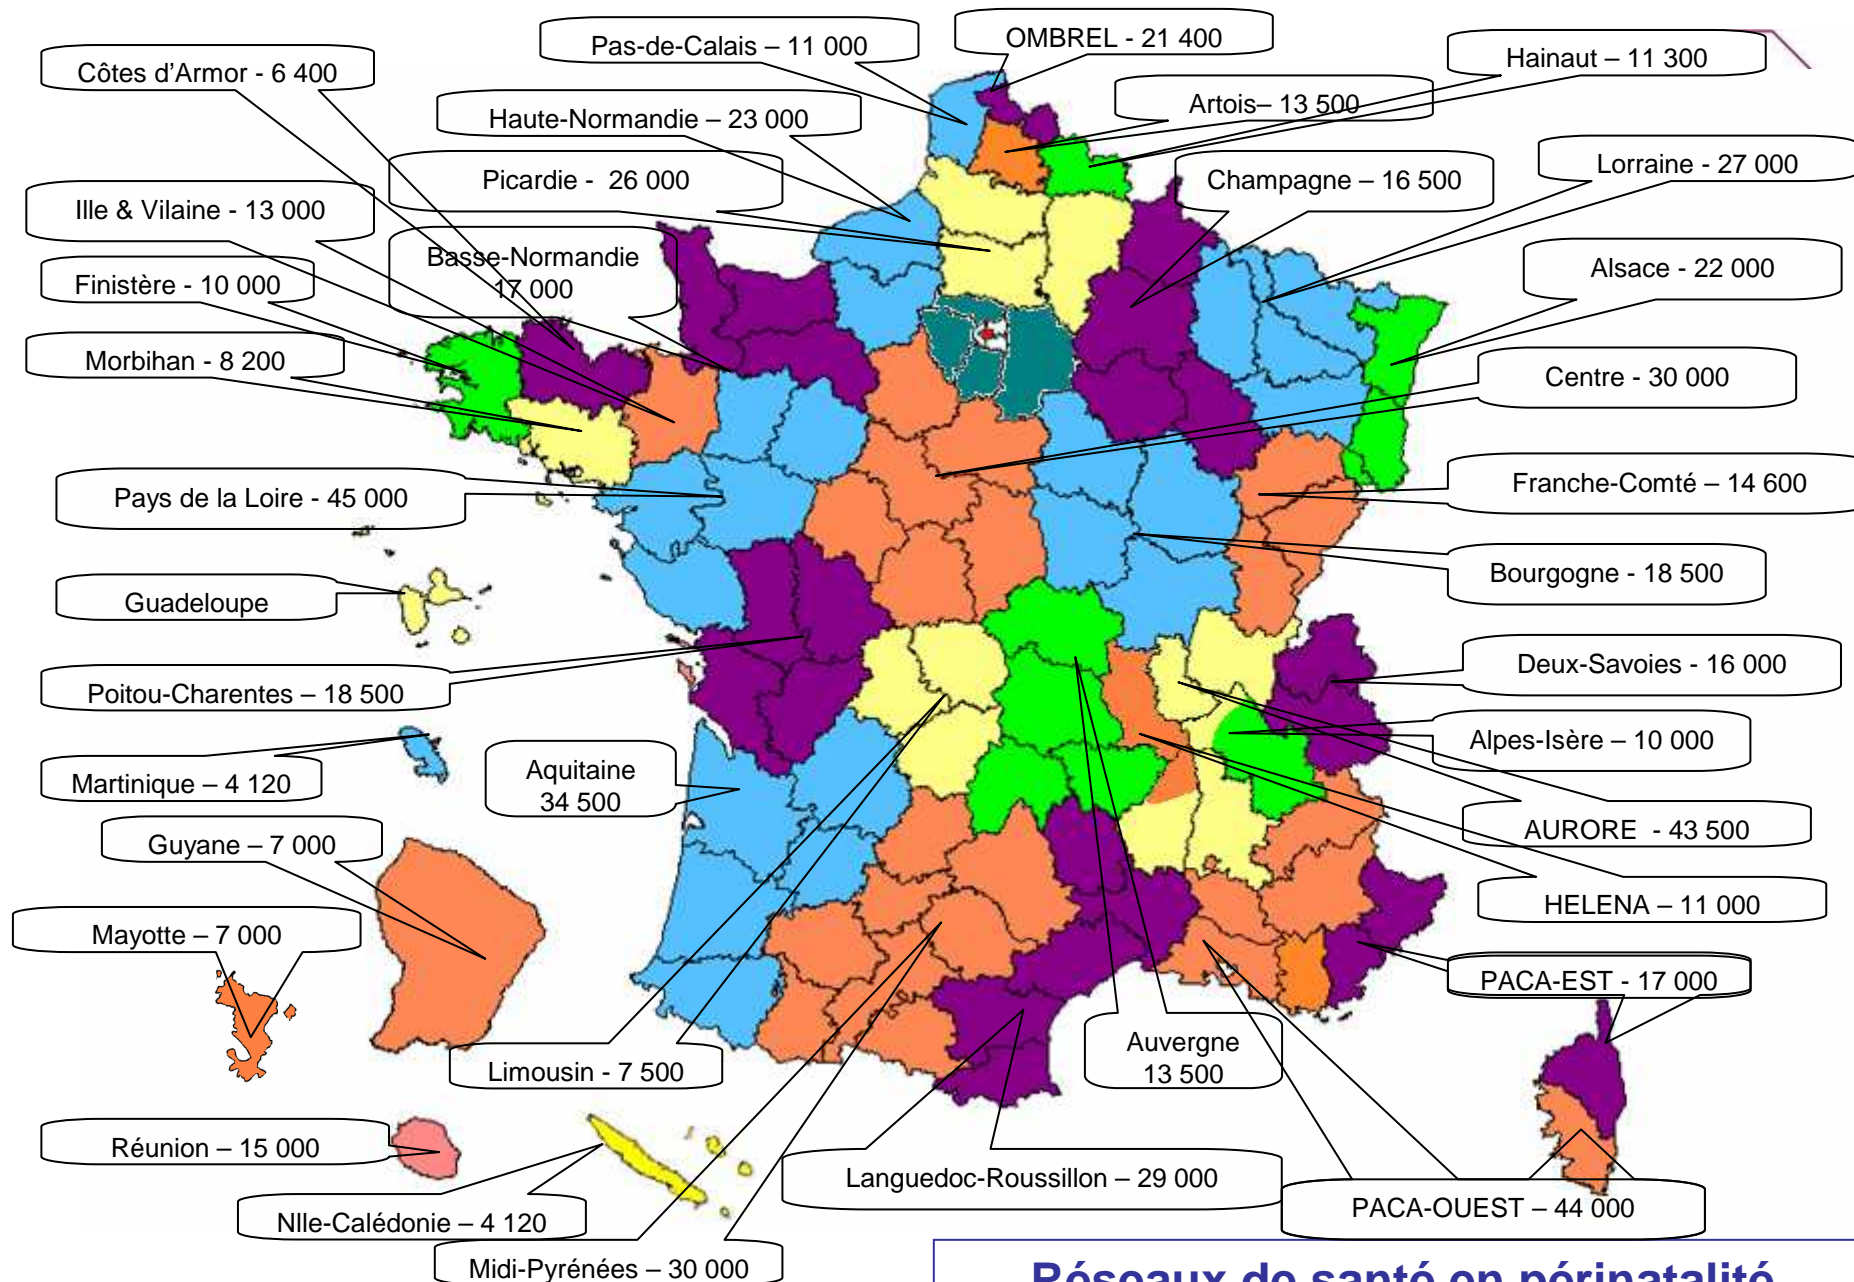 Pas-de-Calais – 11 000
OMBREL - 21 400
Hainaut – 11 300
Côtes d'Armor - 6 400
Artois– 13 500
Haute-Normandie – 23 000
Lorraine - 27 000
Picardie - 26 000
Champagne – 16 500
Ille & Vilaine - 13 000
Basse-Normandie
17 000
Alsace - 22 000
Finistère - 10 000
Morbihan - 8 200
Centre - 30 000
Pays de la Loire - 45 000
Franche-Comté – 14 600
Bourgogne - 18 500
Guadeloupe
Deux-Savoies - 16 000
Poitou-Charentes – 18 500
Alpes-Isère – 10 000
Martinique – 4 120
Aquitaine
34 500
AURORE - 43 500
Guyane – 7 000
HELENA – 11 000
Mayotte – 7 000
PACA-EST - 17 000
Auvergne
13 500
Limousin - 7 500
Réunion – 15 000
Languedoc-Roussillon – 29 000
PACA-OUEST – 44 000
Nlle-Calédonie – 4 120
Midi-Pyrénées – 30 000
Réseaux de santé en périnatalité